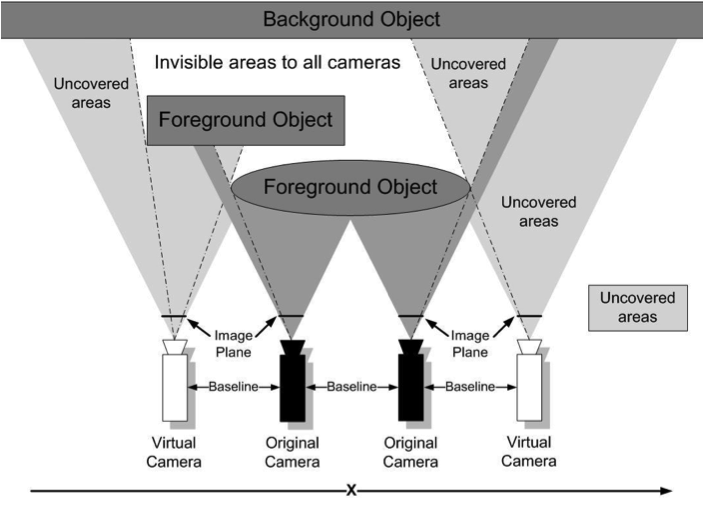 Background Object
Invisible areas to all cameras
Uncovered
areas
Uncovered
areas
Foreground Object
Foreground Object
Uncovered
areas
Uncovered
areas
Image
Plane
Image
Plane
Baseline
Baseline
Baseline
Virtual
Camera
Original
Camera
Original
Camera
Virtual
Camera
X